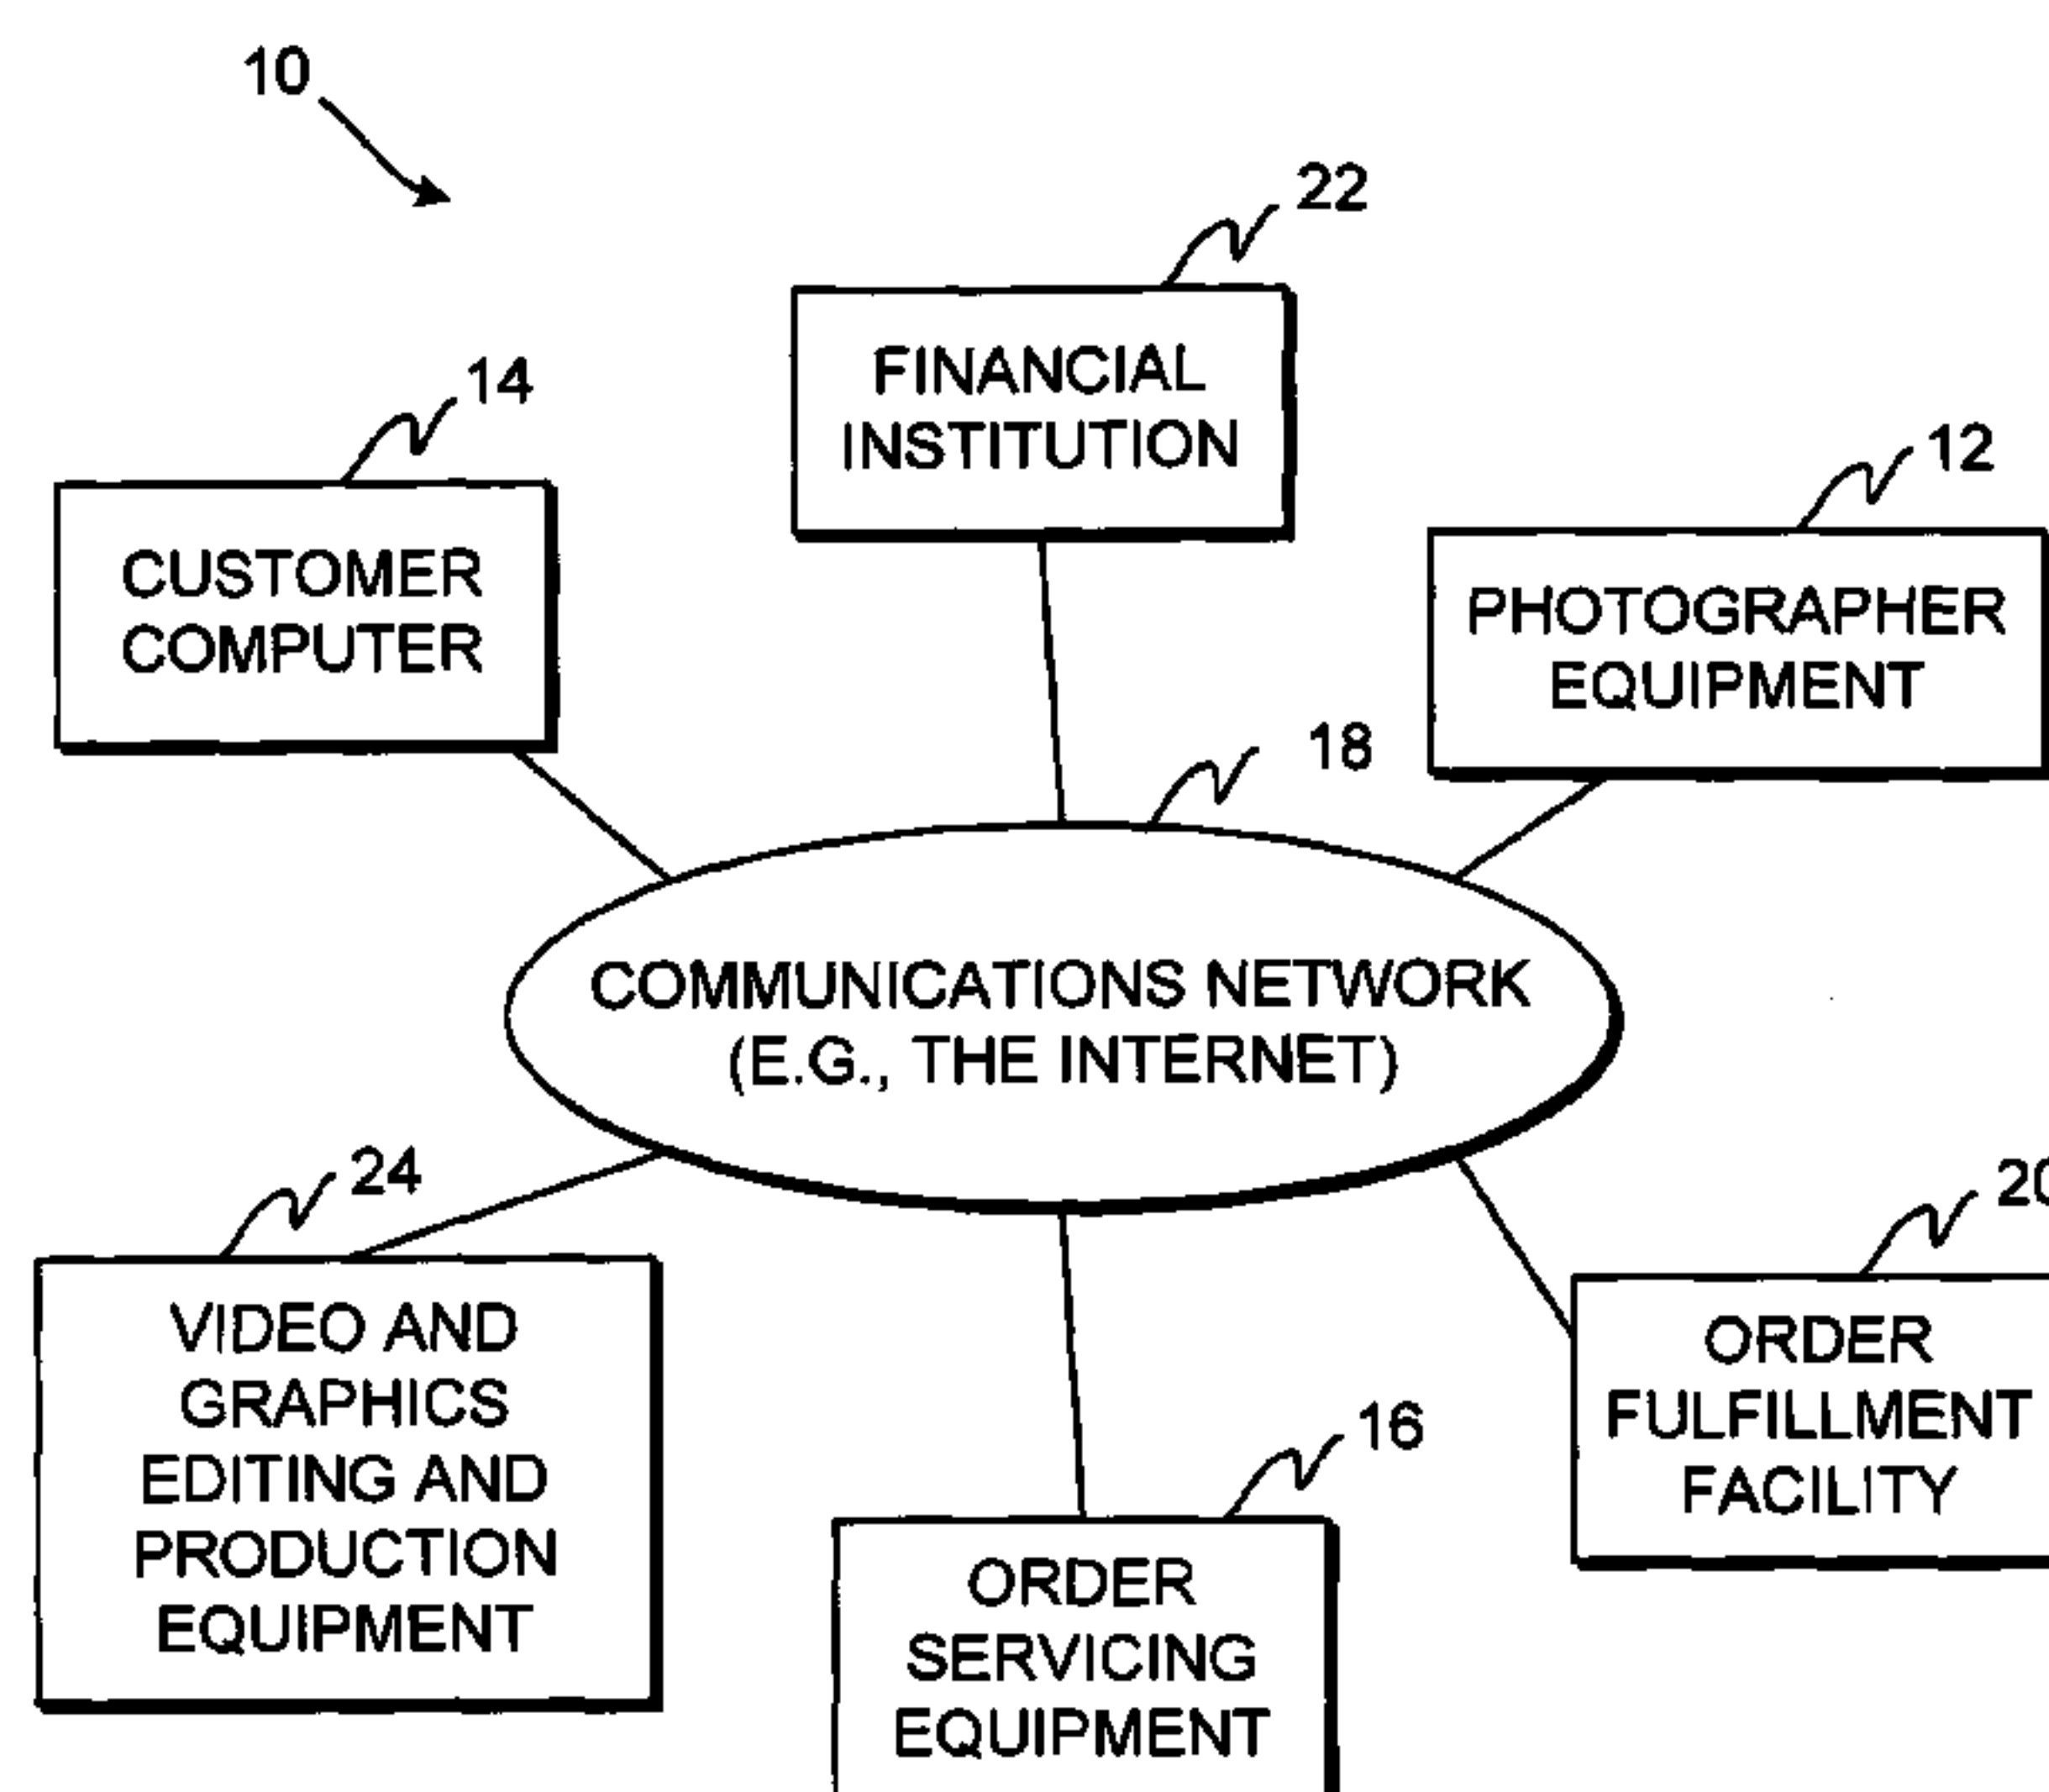 10
22
FINANCIAL
INSTITUTION
14
CUSTOMER
COMPUTER
12
PHOTOGRAPHER
EQUIPMENT
18
COMMUNICATIONS NETWORK
(E.G., THE INTERNET)
24
VIDEO AND
GRAPHICS
EDITING AND
PRODUCTION
EQUIPMENT
20
ORDER
FULFILLMENT
FACILITY
16
ORDER
SERVICING
EQUIPMENT